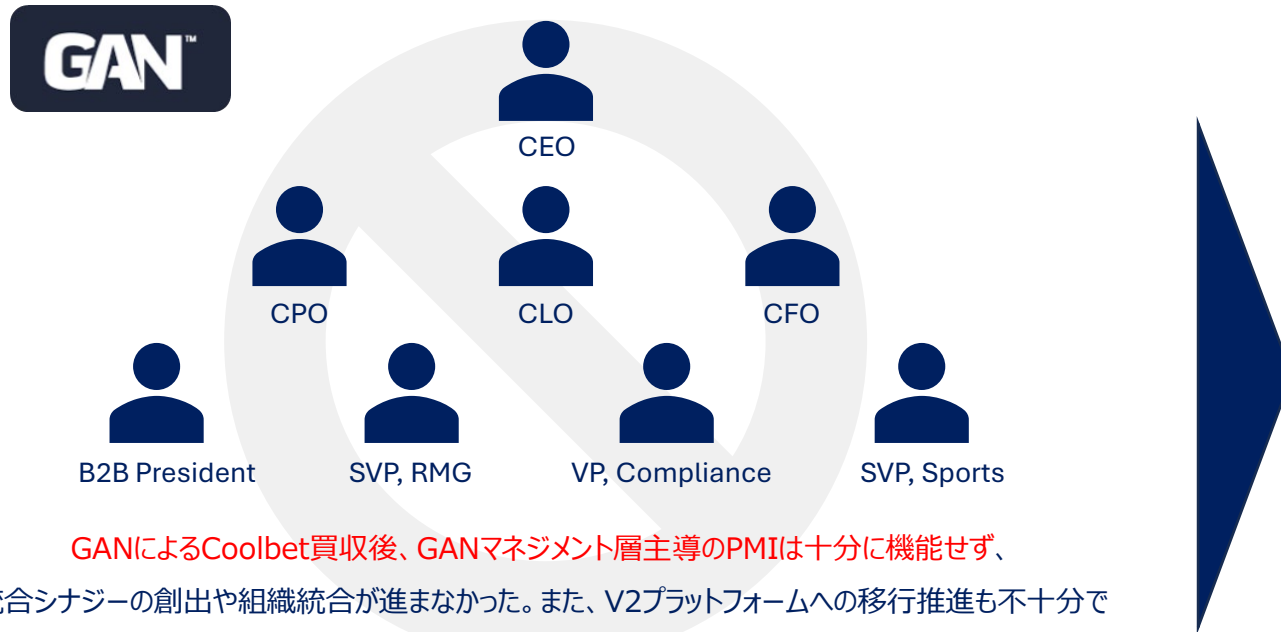 GAN™
CEO
CPO CLO CFO
B2B President SVP, RMG VP, Compliance SVP, Sports
GANによるCoolbet買収後、GANマネジメント層主導のPMIは十分に機能せず、
合シナジーの創出や組織統合が進まなかった。また、V2プラットフォームへの移行推進も不十分で